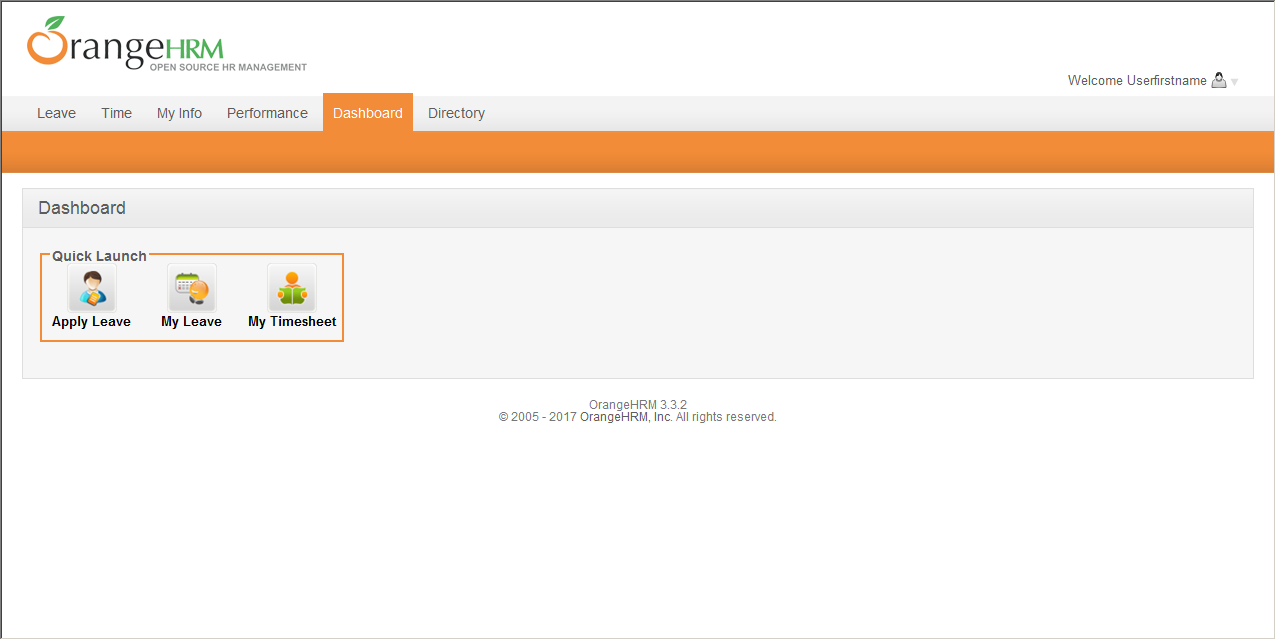 OrangeHRM
OPEN SOURCE HR MANAGEMENT
Welcome Userfirstname
Leave Time My Info Performance Dashboard Directory
Dashboard
Quick Launch
Apply Leave My Leave My Timesheet
OrangeHRM 3.3.2
© 2005 - 2017 OrangeHRM, Inc. All rights reserved.